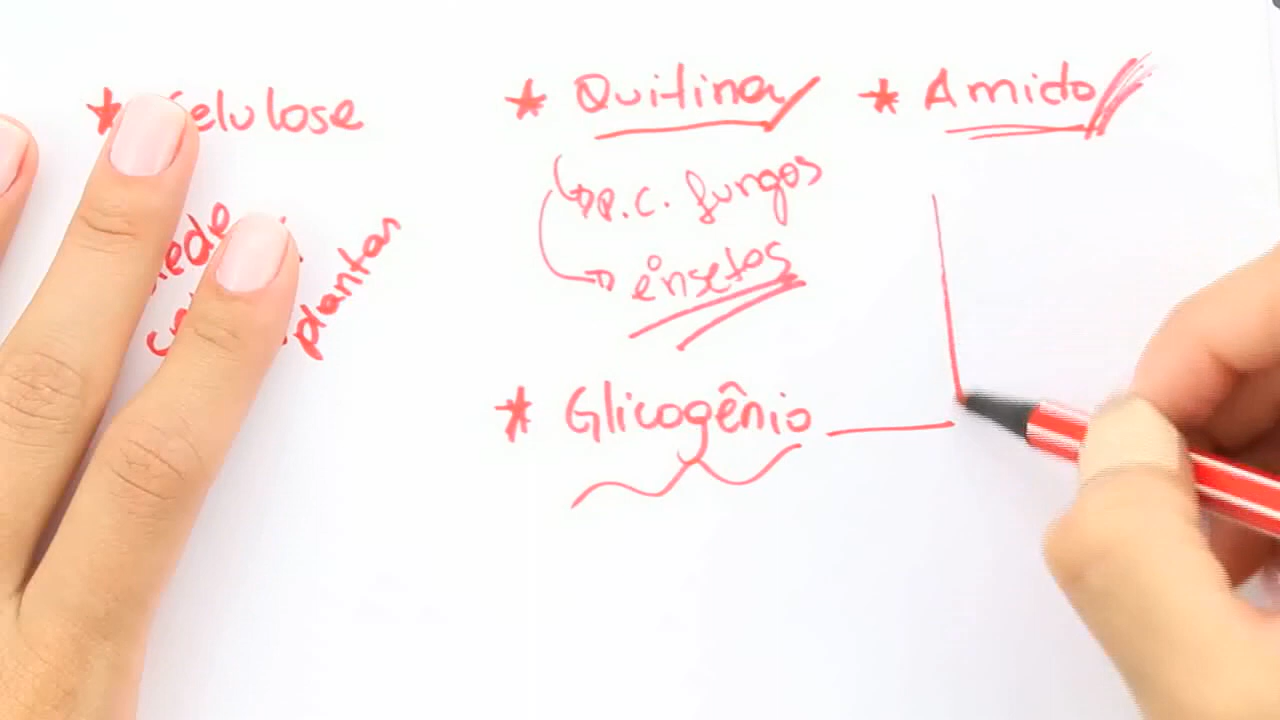 * Celulose
plantas
* Quitina
P.C. fungos
insetos
* Glicogênio
* Amido